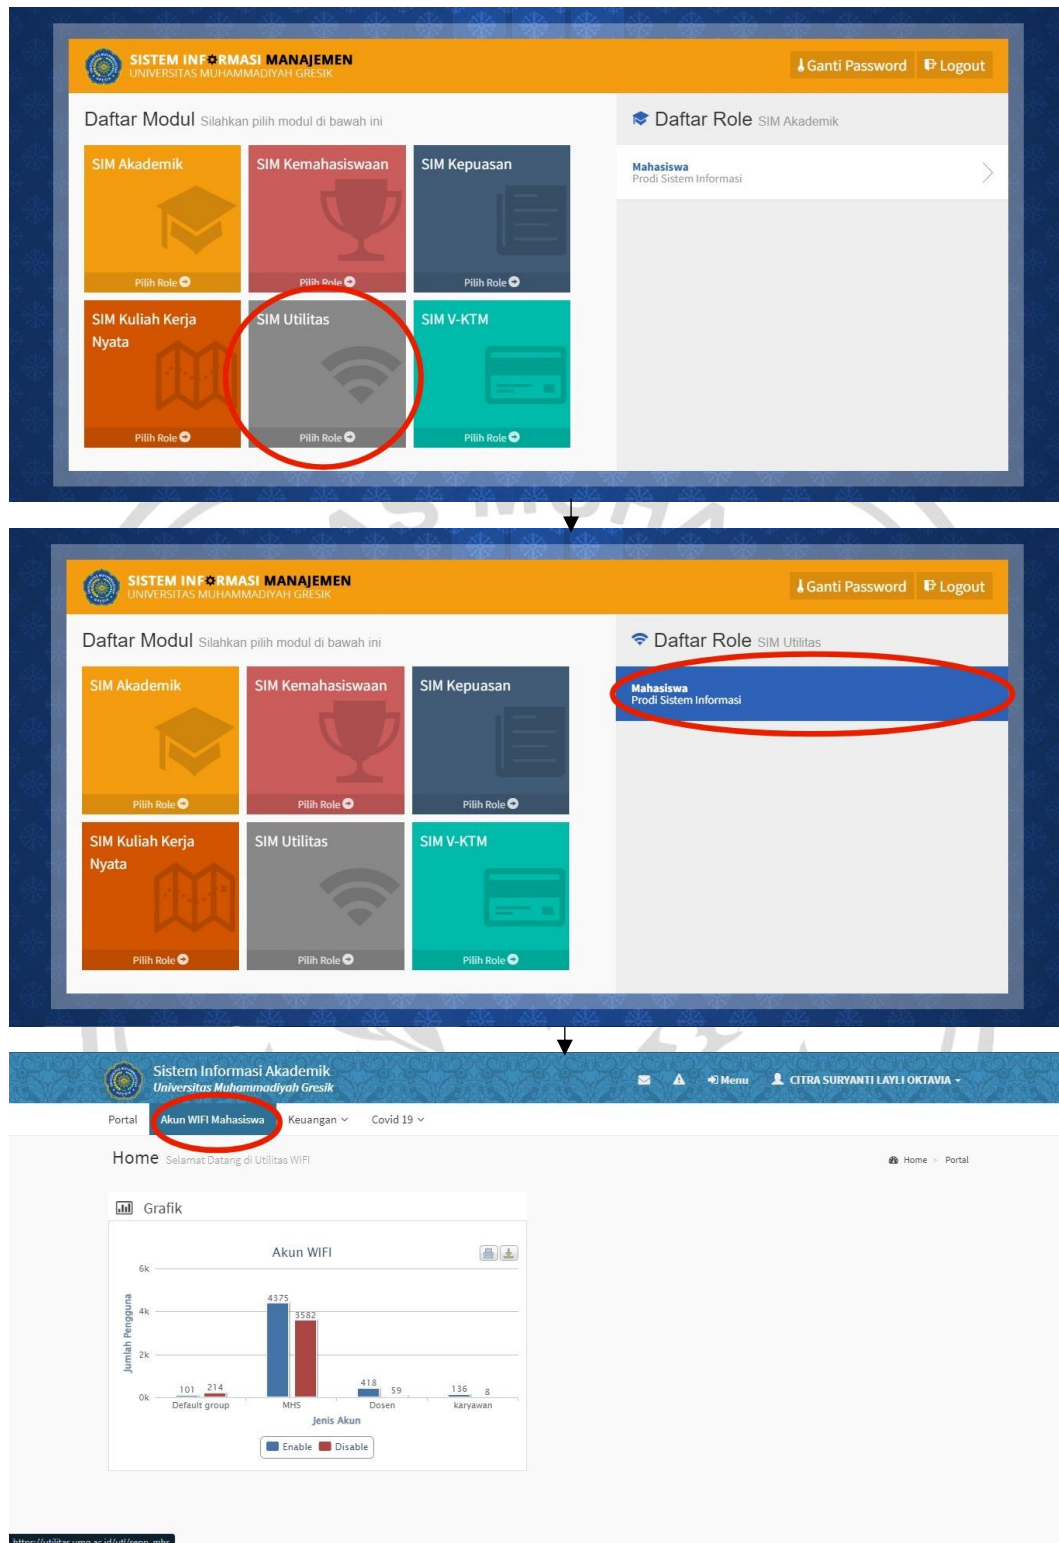 SISTEM INFORMASI MANAJEMEN
UNIVERSITAS MUHAMMADIYAH GRESIK
Ganti Password Logout
Daftar Modul Silahkan pilih modul di bawah ini
Daftar Role SIM Akademik
SIM Akademik
SIM Kemahasiswaan
SIM Kepuasan
Mahasiswa
Prodi Sistem Informasi
Pilih Role
Pilih Role
Pilih Role
SIM Kuliah Kerja
Nyata
SIM Utilitas
SIM V-KTM
Pilih Role
Pilih Role
Pilih Role
AS MUHA
SISTEM INFORMASI MANAJEMEN
UNIVERSITAS MUHAMMADIYAH GRESIK
Ganti Password Logout
Daftar Modul Silahkan pilih modul di bawah ini
Daftar Role SIM Utilitas
SIM Akademik
SIM Kemahasiswaan
SIM Kepuasan
Mahasiswa
Prodi Sistem Informasi
Pilih Role
Pilih Role
Pilih Role
SIM Kuliah Kerja
Nyata
SIM Utilitas
SIM V-KTM
Pilih Role
Pilih Role
Pilih Role
Sistem Informasi Akademik
Universitas Muhammadiyah Gresik
Menu CITRA SURYANTI LAYLI OKTAVIA
Portal Akun WIFI Mahasiswa Keuangan Covid 19
Home Selamat Datang di Utilitas WIFI
Home > Portal
Grafik
Akun WIFI
6k
4k
2k
0k
Jumlah Pengguna
101 214 4375 3582 418 59 136 8
Default group MHS Dosen karyawan
Jenis Akun
Enable Disable